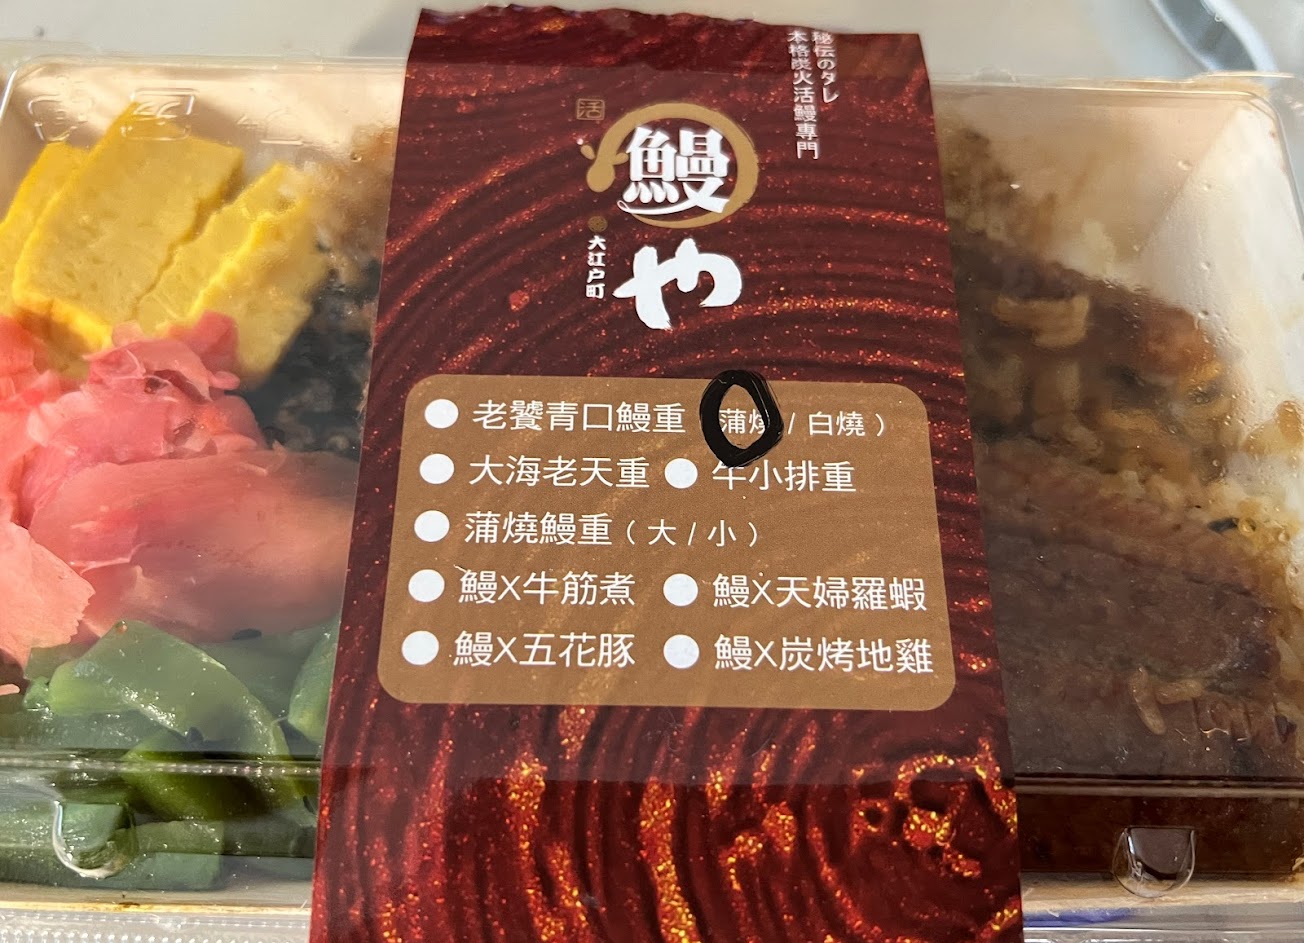 秘伝のタレ
本格炭火活鰻専門
活
鰻
や
大江户町
老饕青口鰻重（蒲燒 / 白燒）
大海老天重 牛小排重
蒲燒鰻重（大 / 小）
鰻X牛筋煮 鰻X天婦羅蝦
鰻X五花豚 鰻X炭烤地雞